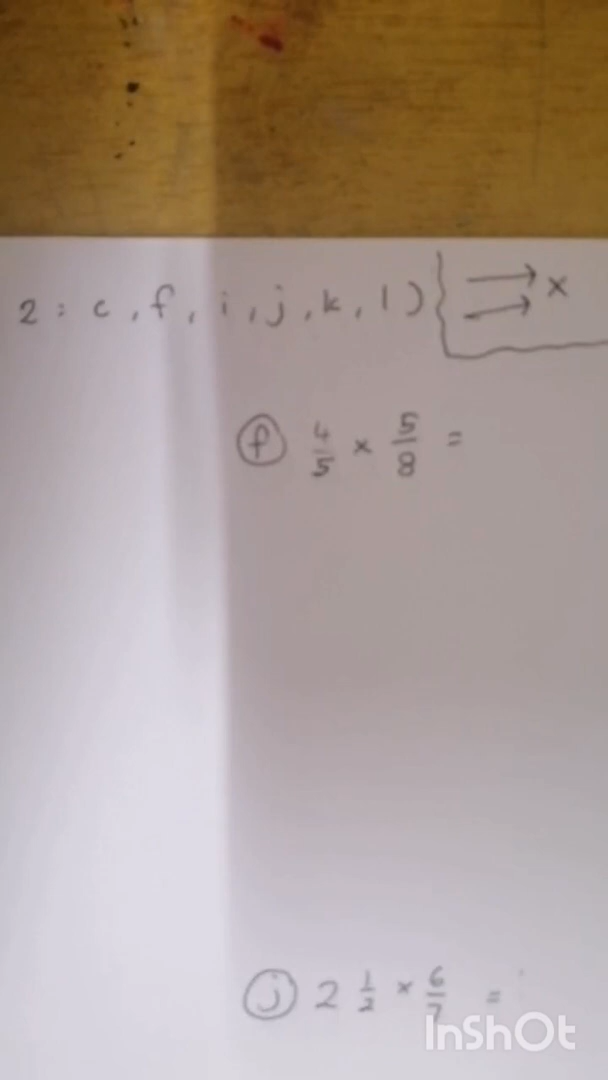 2: c, f, i, j, k, l) → → x
(f) 4/5 × 5/8 =
(j) 2 1/2 × 6/7 =
InShOt